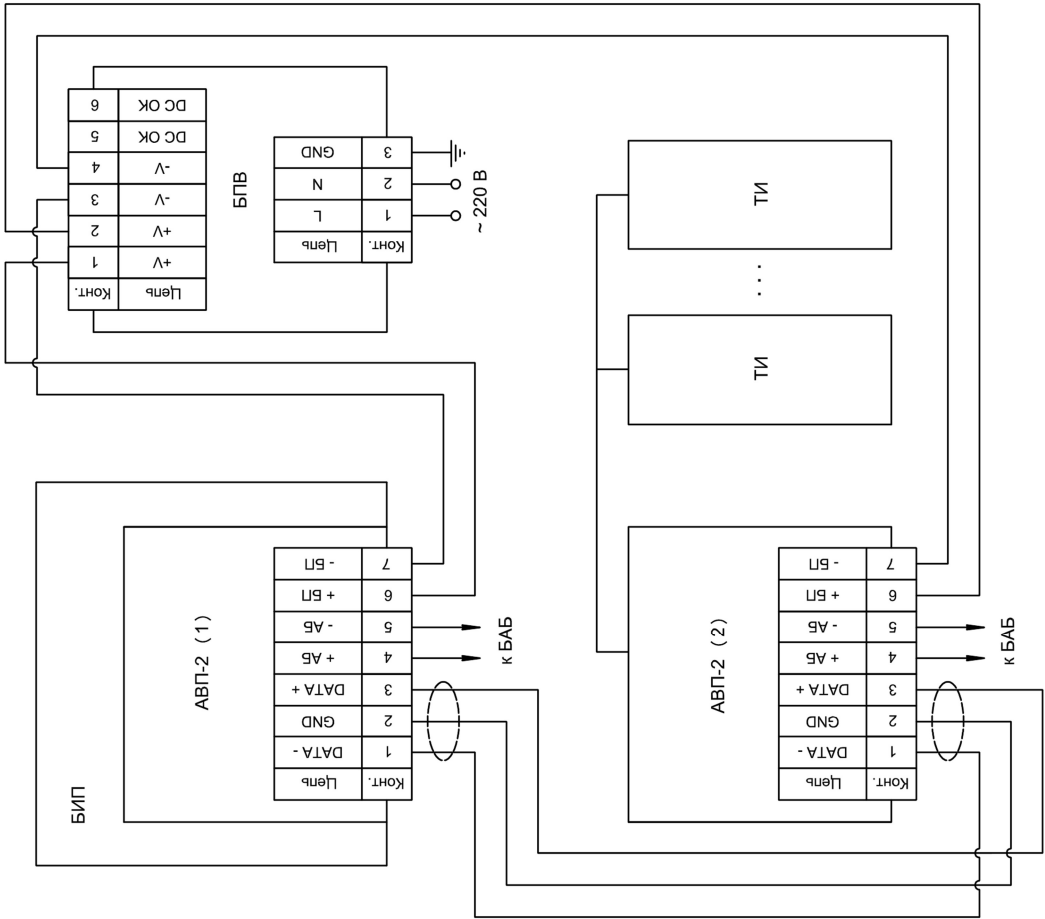 БПВ
Цепь Конт.
+V 1
+V 2
-V 3
-V 4
DC OK 5
DC OK 6
Конт. Цепь
1 L
2 N
3 GND
~ 220 В
ТИ
. . .
ТИ
БИП
АВП-2 (1)
Конт. Цепь
1 DATA -
2 GND
3 DATA +
4 + АБ
5 - АБ
6 + БП
7 - БП
к БАБ
АВП-2 (2)
Конт. Цепь
1 DATA -
2 GND
3 DATA +
4 + АБ
5 - АБ
6 + БП
7 - БП
к БАБ